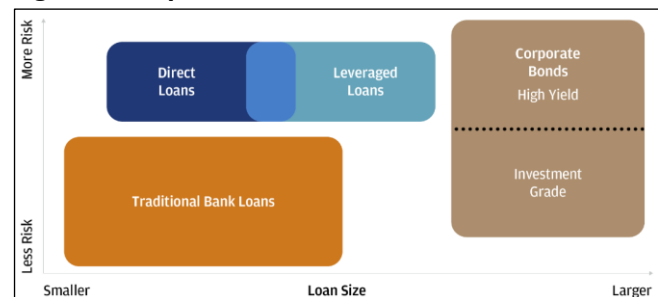 More Risk
Less Risk
Direct
Loans
Leveraged
Loans
Corporate
Bonds
High Yield
Traditional Bank Loans
Investment
Grade
Smaller
Loan Size
Larger